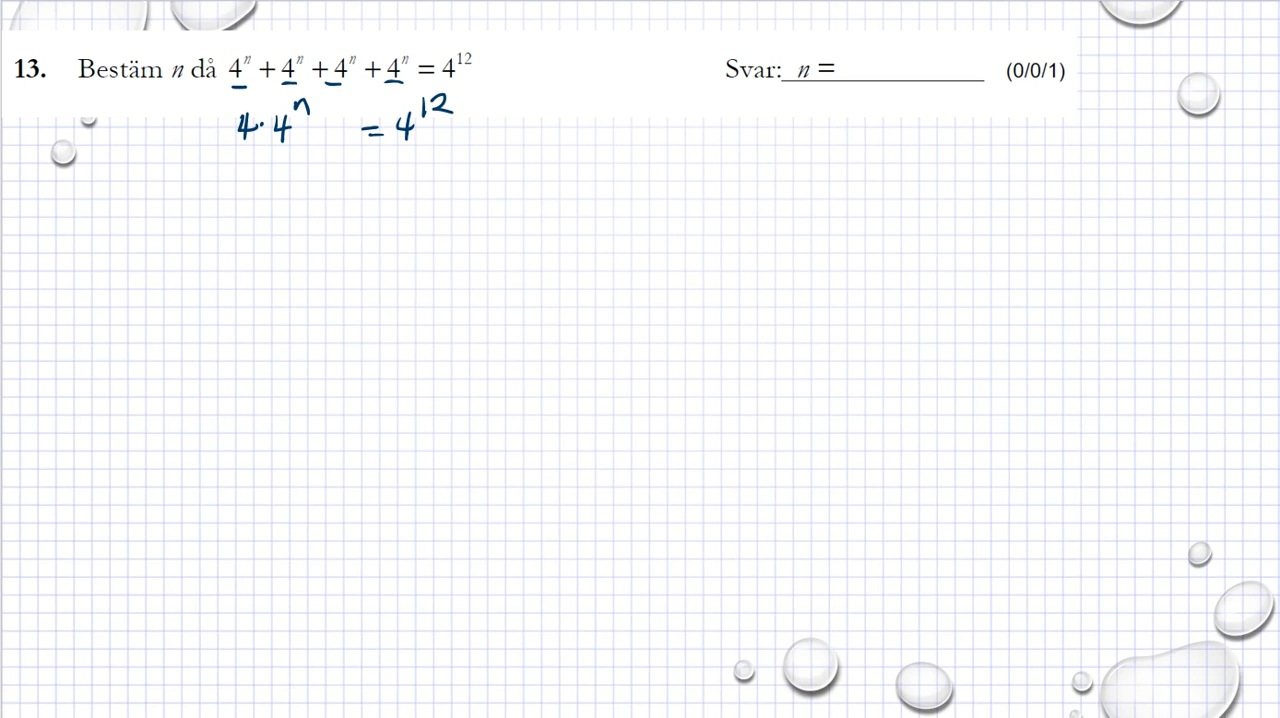 13. Bestäm n då 4ⁿ + 4ⁿ + 4ⁿ + 4ⁿ = 4¹² Svar: n = (0/0/1)
4 · 4ⁿ = 4¹²